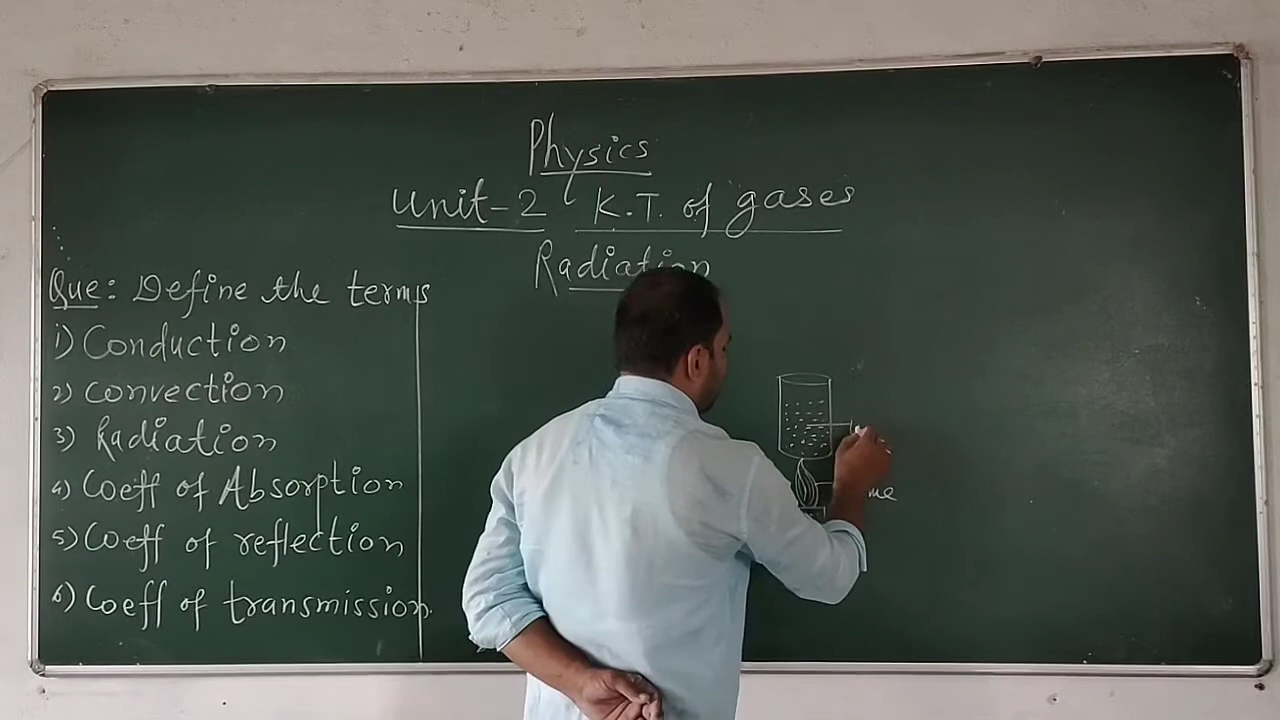 Physics
Unit-2 K.T. of gases
Radiation
Que: Define the terms
1) Conduction
2) Convection
3) Radiation
4) Coeff of Absorption
5) Coeff of reflection
6) Coeff of transmission.